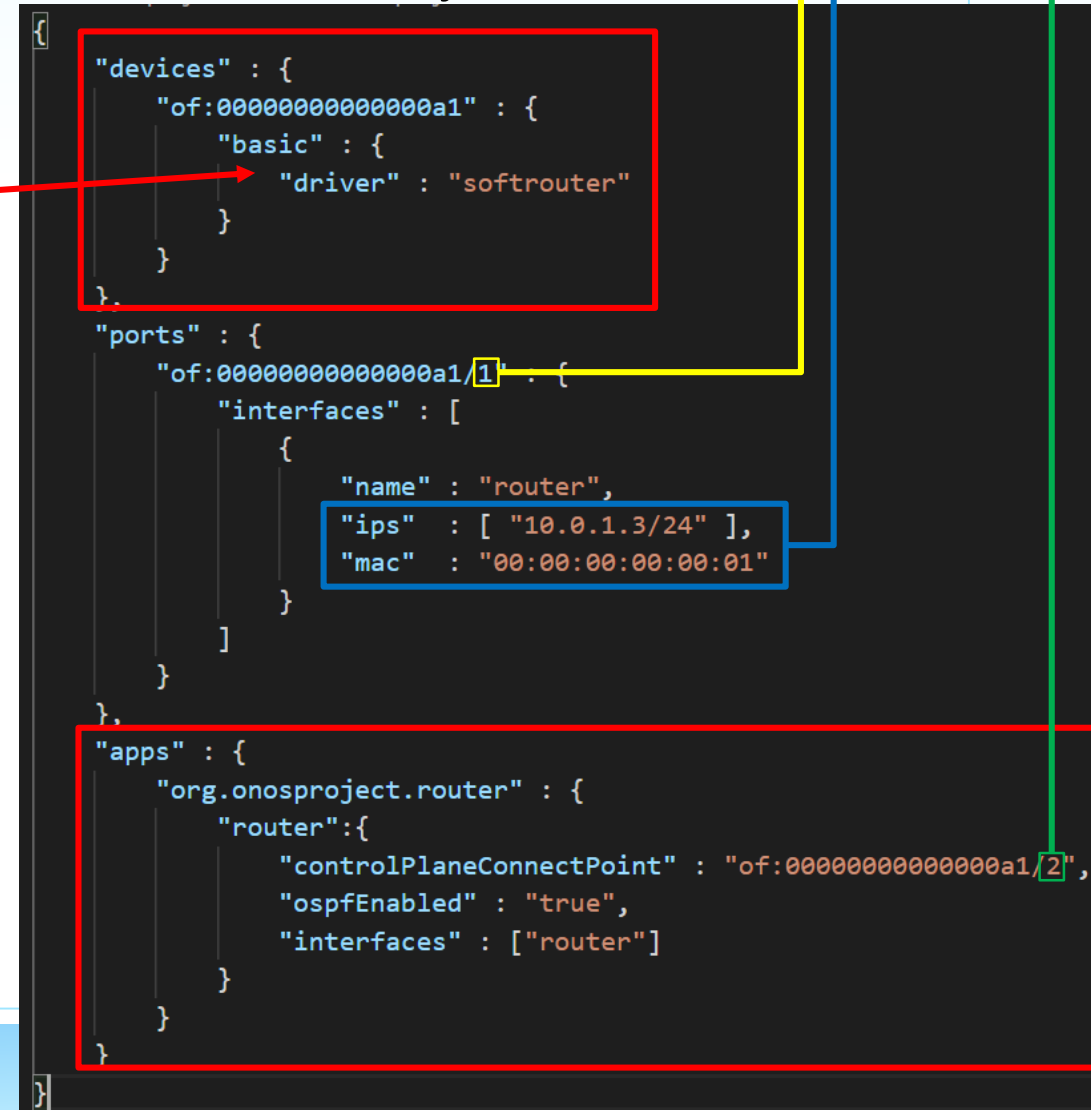 {
"devices" : {
"of:00000000000000a1" : {
"basic" : {
"driver" : "softrouter"
}
}
},
"ports" : {
"of:00000000000000a1/1" : {
"interfaces" : [
{
"name" : "router",
"ips" : [ "10.0.1.3/24" ],
"mac" : "00:00:00:00:00:01"
}
]
}
},
"apps" : {
"org.onosproject.router" : {
"router":{
"controlPlaneConnectPoint" : "of:00000000000000a1/2",
"ospfEnabled" : "true",
"interfaces" : ["router"]
}
}
}
}